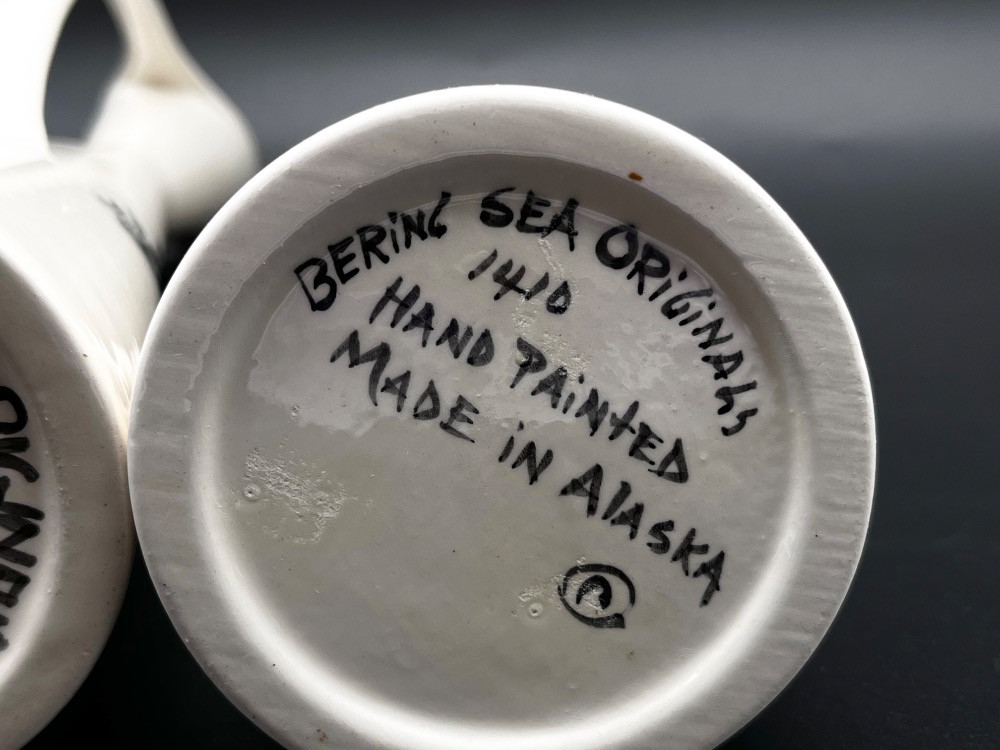 BERiNG SEA ORiGiNAls
1410
HAND PAiNTED
MADE iN AlASKA